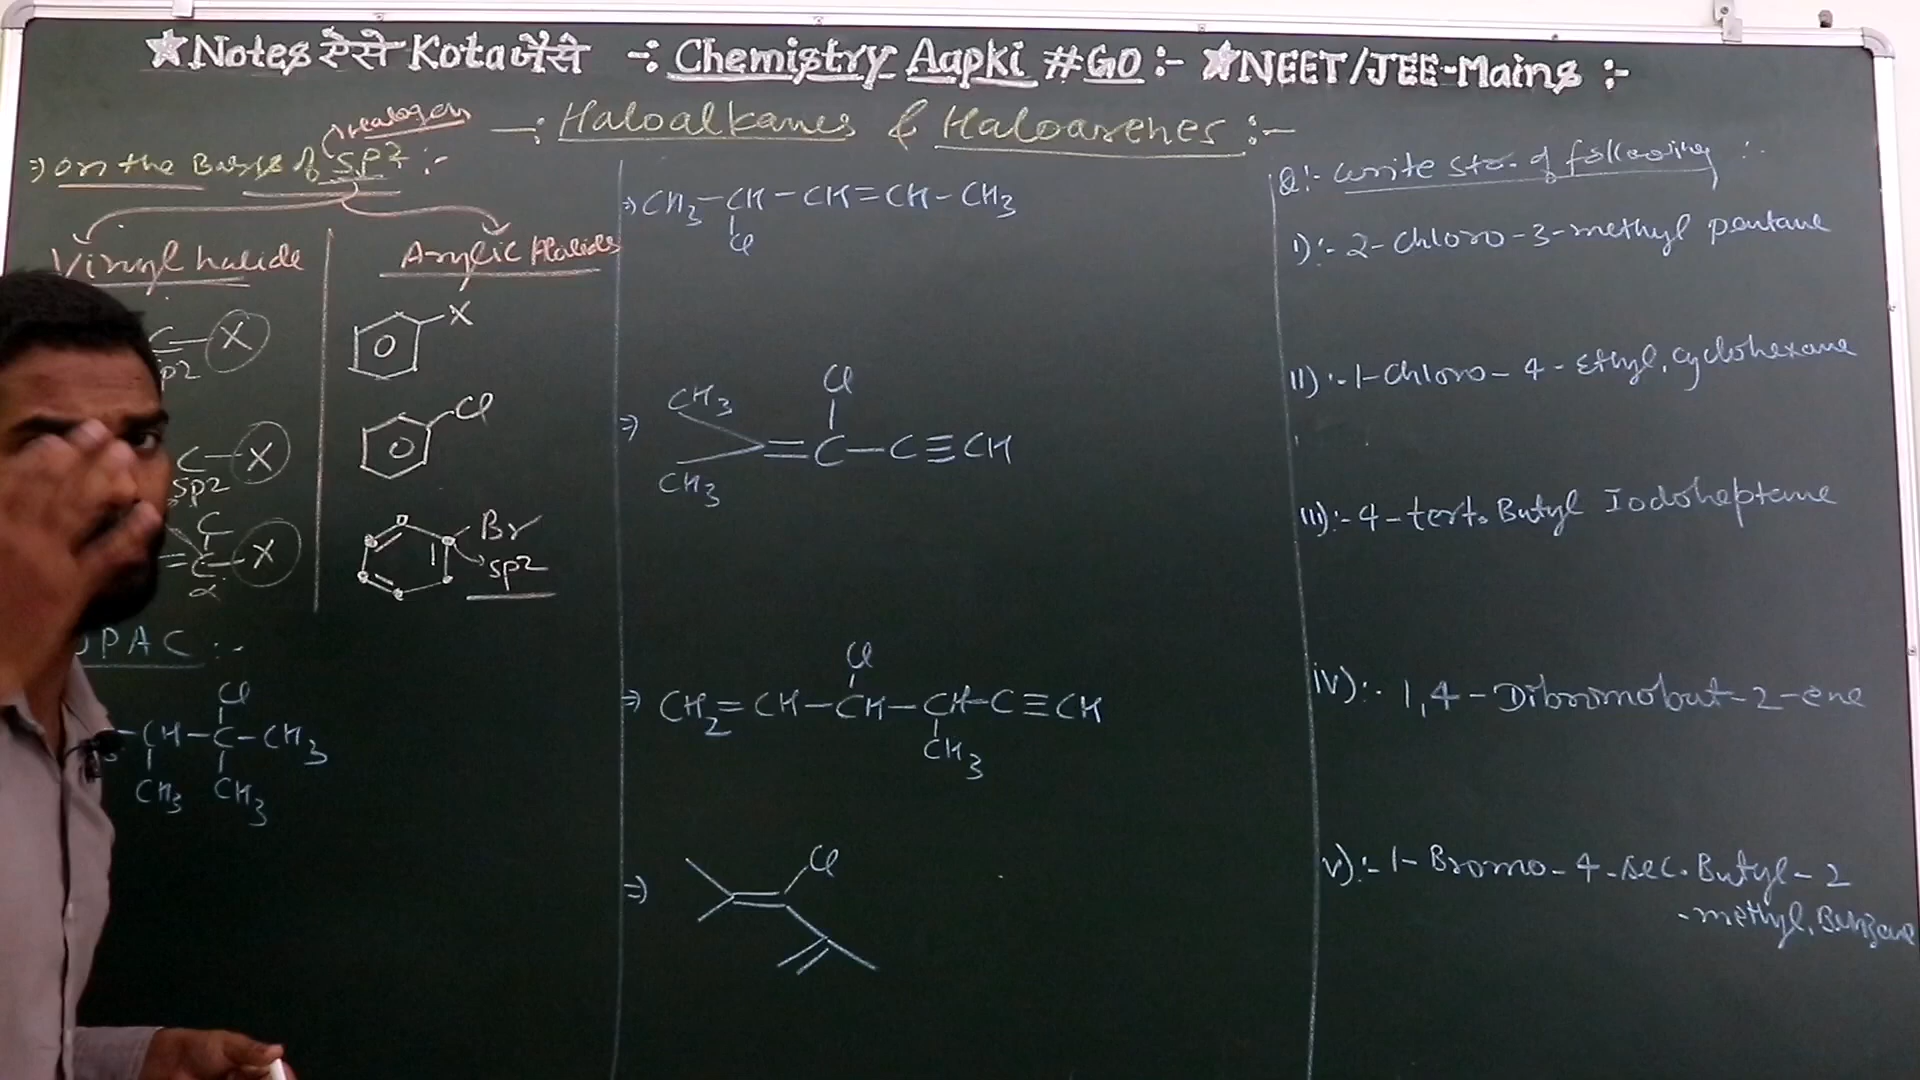 ★Notes ऐसे Kota जैसे -: Chemistry Aapki #GO :- ★NEET/JEE-Mains :-
-: Haloalkanes & Haloarenes :-
Halogen
⇒ On the Basis of sp2 :-
Vinyl halide
Arylic Halides
C-X
sp2
C-X
sp2
C
=C-X
α
X
Cl
Br
sp2
UPAC :-
Cl
-CH-C-CH3
CH3 CH3
⇒ CH3-CH-CH=CH-CH3
Cl
Cl
CH3
⇒ =C-C≡CH
CH3
Cl
⇒ CH2=CH-CH-CH-C≡CH
CH3
⇒ Cl
Q:- Write str. of following :-
I):- 2-Chloro-3-methyl pentane
II):- 1-Chloro-4-Ethyl.cyclohexane
III):- 4-tert.Butyl Iodoheptane
IV):- 1,4-Dibromobut-2-ene
V):- 1-Bromo-4-sec.Butyl-2
-methyl.Benzene